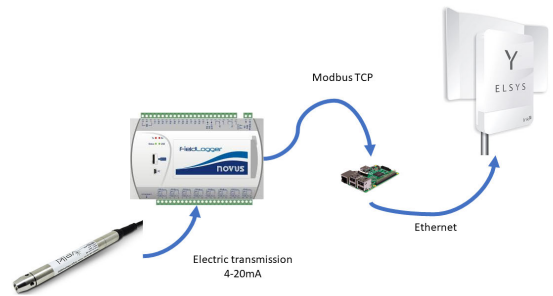 Modbus TCP
Y
ELSYS
FieldLogger
novus
Ethernet
Electric transmission
4-20mA